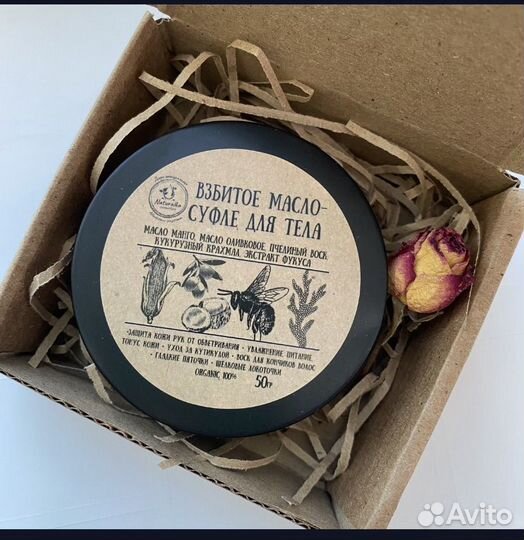 Naturalka
ВЗБИТОЕ МАСЛО-
СУФЛЕ ДЛЯ ТЕЛА
МАСЛО МАНГО, МАСЛО ОЛИВКОВОЕ, ПЧЕЛИНЫЙ ВОСК
КУКУРУЗНЫЙ КРАХМАЛ, ЭКСТРАКТ ФУКУСА
•ЗАЩИТА КОЖИ РУК ОТ ОБВЕТРИВАНИЯ • УВЛАЖНЕНИЕ, ПИТАНИЕ,
ТОНУС КОЖИ • УХОД ЗА КУТИКУЛОЙ • ВОСК ДЛЯ КОНЧИКОВ ВОЛОС
• ГЛАДКИЕ ПЯТОЧКИ • ШЕЛКОВЫЕ ЛОКОТОЧКИ
ORGANIC 100%
50гр
Avito